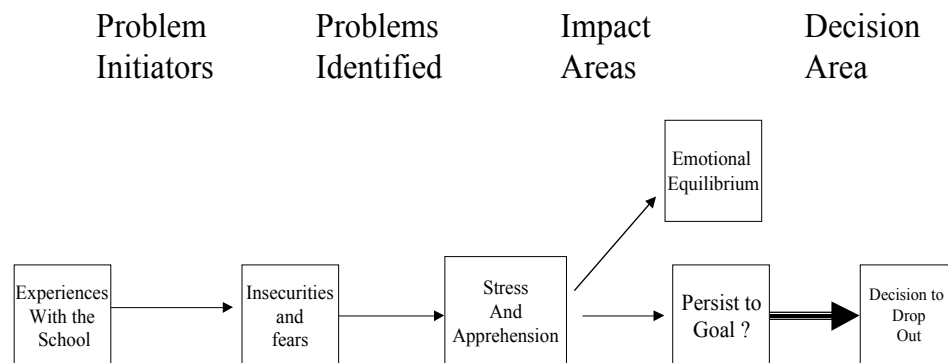 Problem
Initiators
Problems
Identified
Impact
Areas
Decision
Area
Emotional
Equilibrium
Experiences
With the
School
Insecurities
and
fears
Stress
And
Apprehension
Persist to
Goal ?
Decision to
Drop
Out